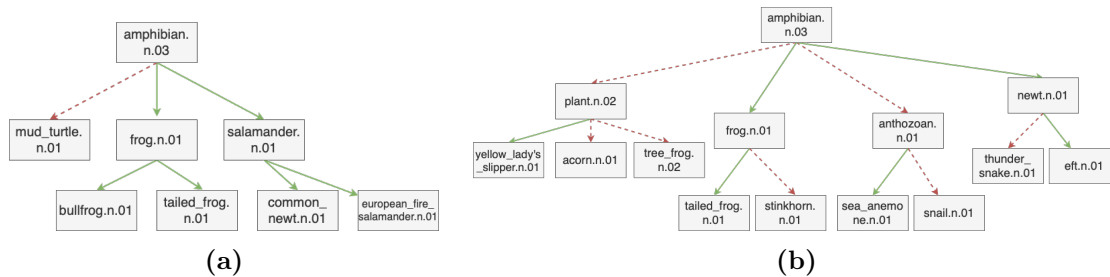 amphibian.
n.03
mud_turtle.
n.01
frog.n.01
salamander.
n.01
bullfrog.n.01
tailed_frog.
n.01
common_
newt.n.01
european_fire_
salamander.n.01
(a)
amphibian.
n.03
plant.n.02
frog.n.01
anthozoan.
n.01
newt.n.01
yellow_lady's
_slipper.n.01
acorn.n.01
tree_frog.
n.02
thunder_
snake.n.01
eft.n.01
tailed_frog.
n.01
stinkhorn.
n.01
sea_anemo
ne.n.01
snail.n.01
(b)